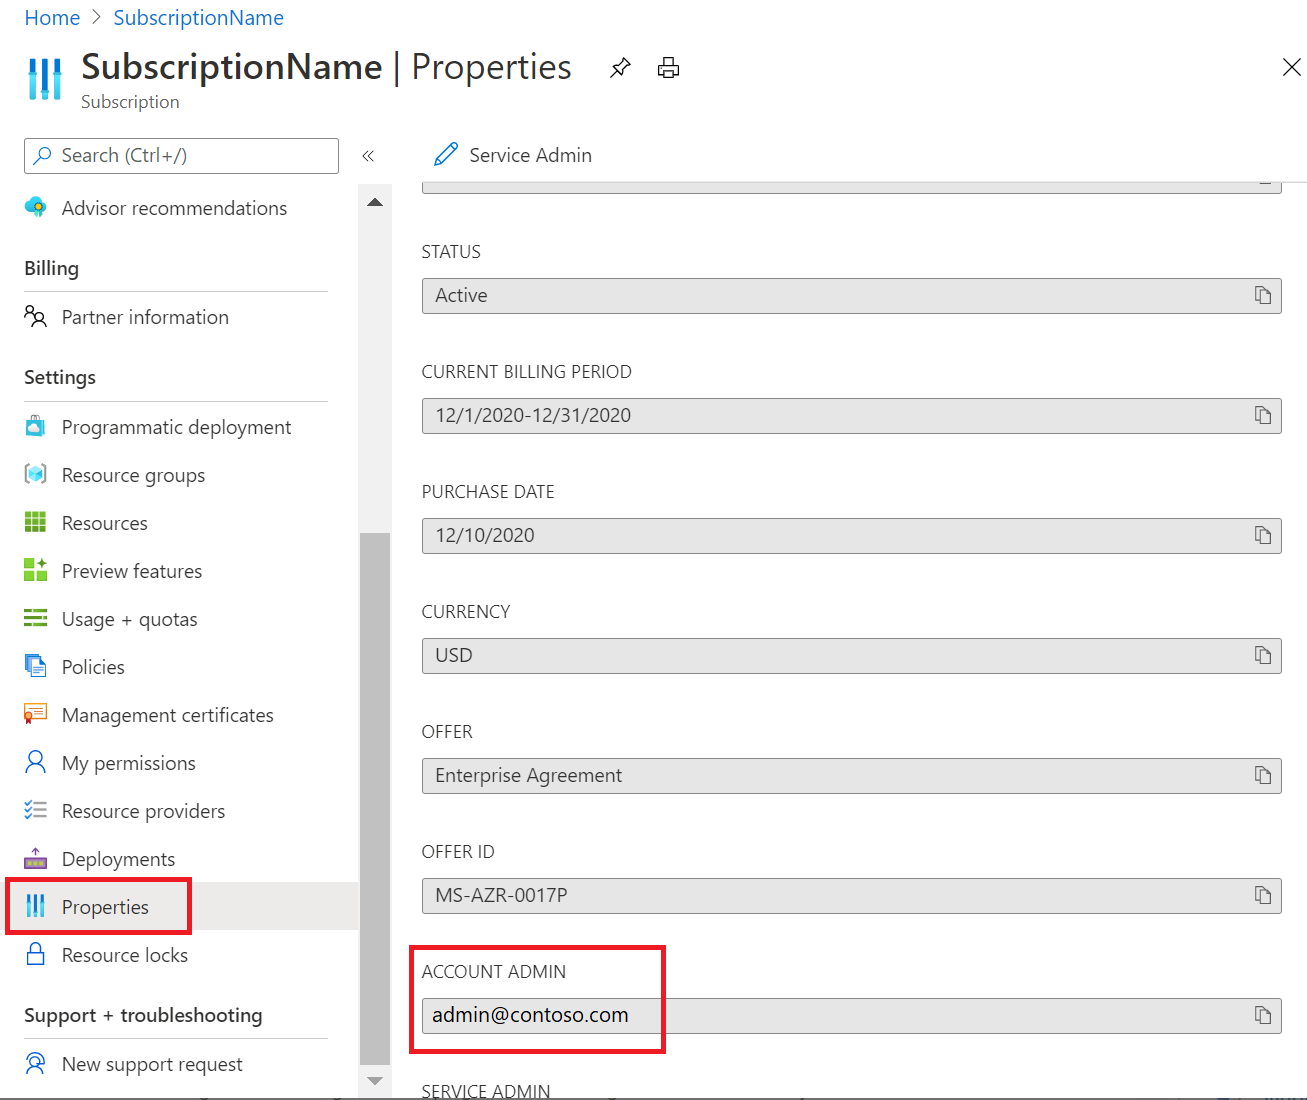 Home > SubscriptionName
SubscriptionName | Properties
Subscription
Search (Ctrl+/)
«
Service Admin
Advisor recommendations
Billing
Partner information
Settings
Programmatic deployment
Resource groups
Resources
Preview features
Usage + quotas
Policies
Management certificates
My permissions
Resource providers
Deployments
Properties
Resource locks
Support + troubleshooting
New support request
STATUS
Active
CURRENT BILLING PERIOD
12/1/2020-12/31/2020
PURCHASE DATE
12/10/2020
CURRENCY
USD
OFFER
Enterprise Agreement
OFFER ID
MS-AZR-0017P
ACCOUNT ADMIN
admin@contoso.com
SERVICE ADMIN